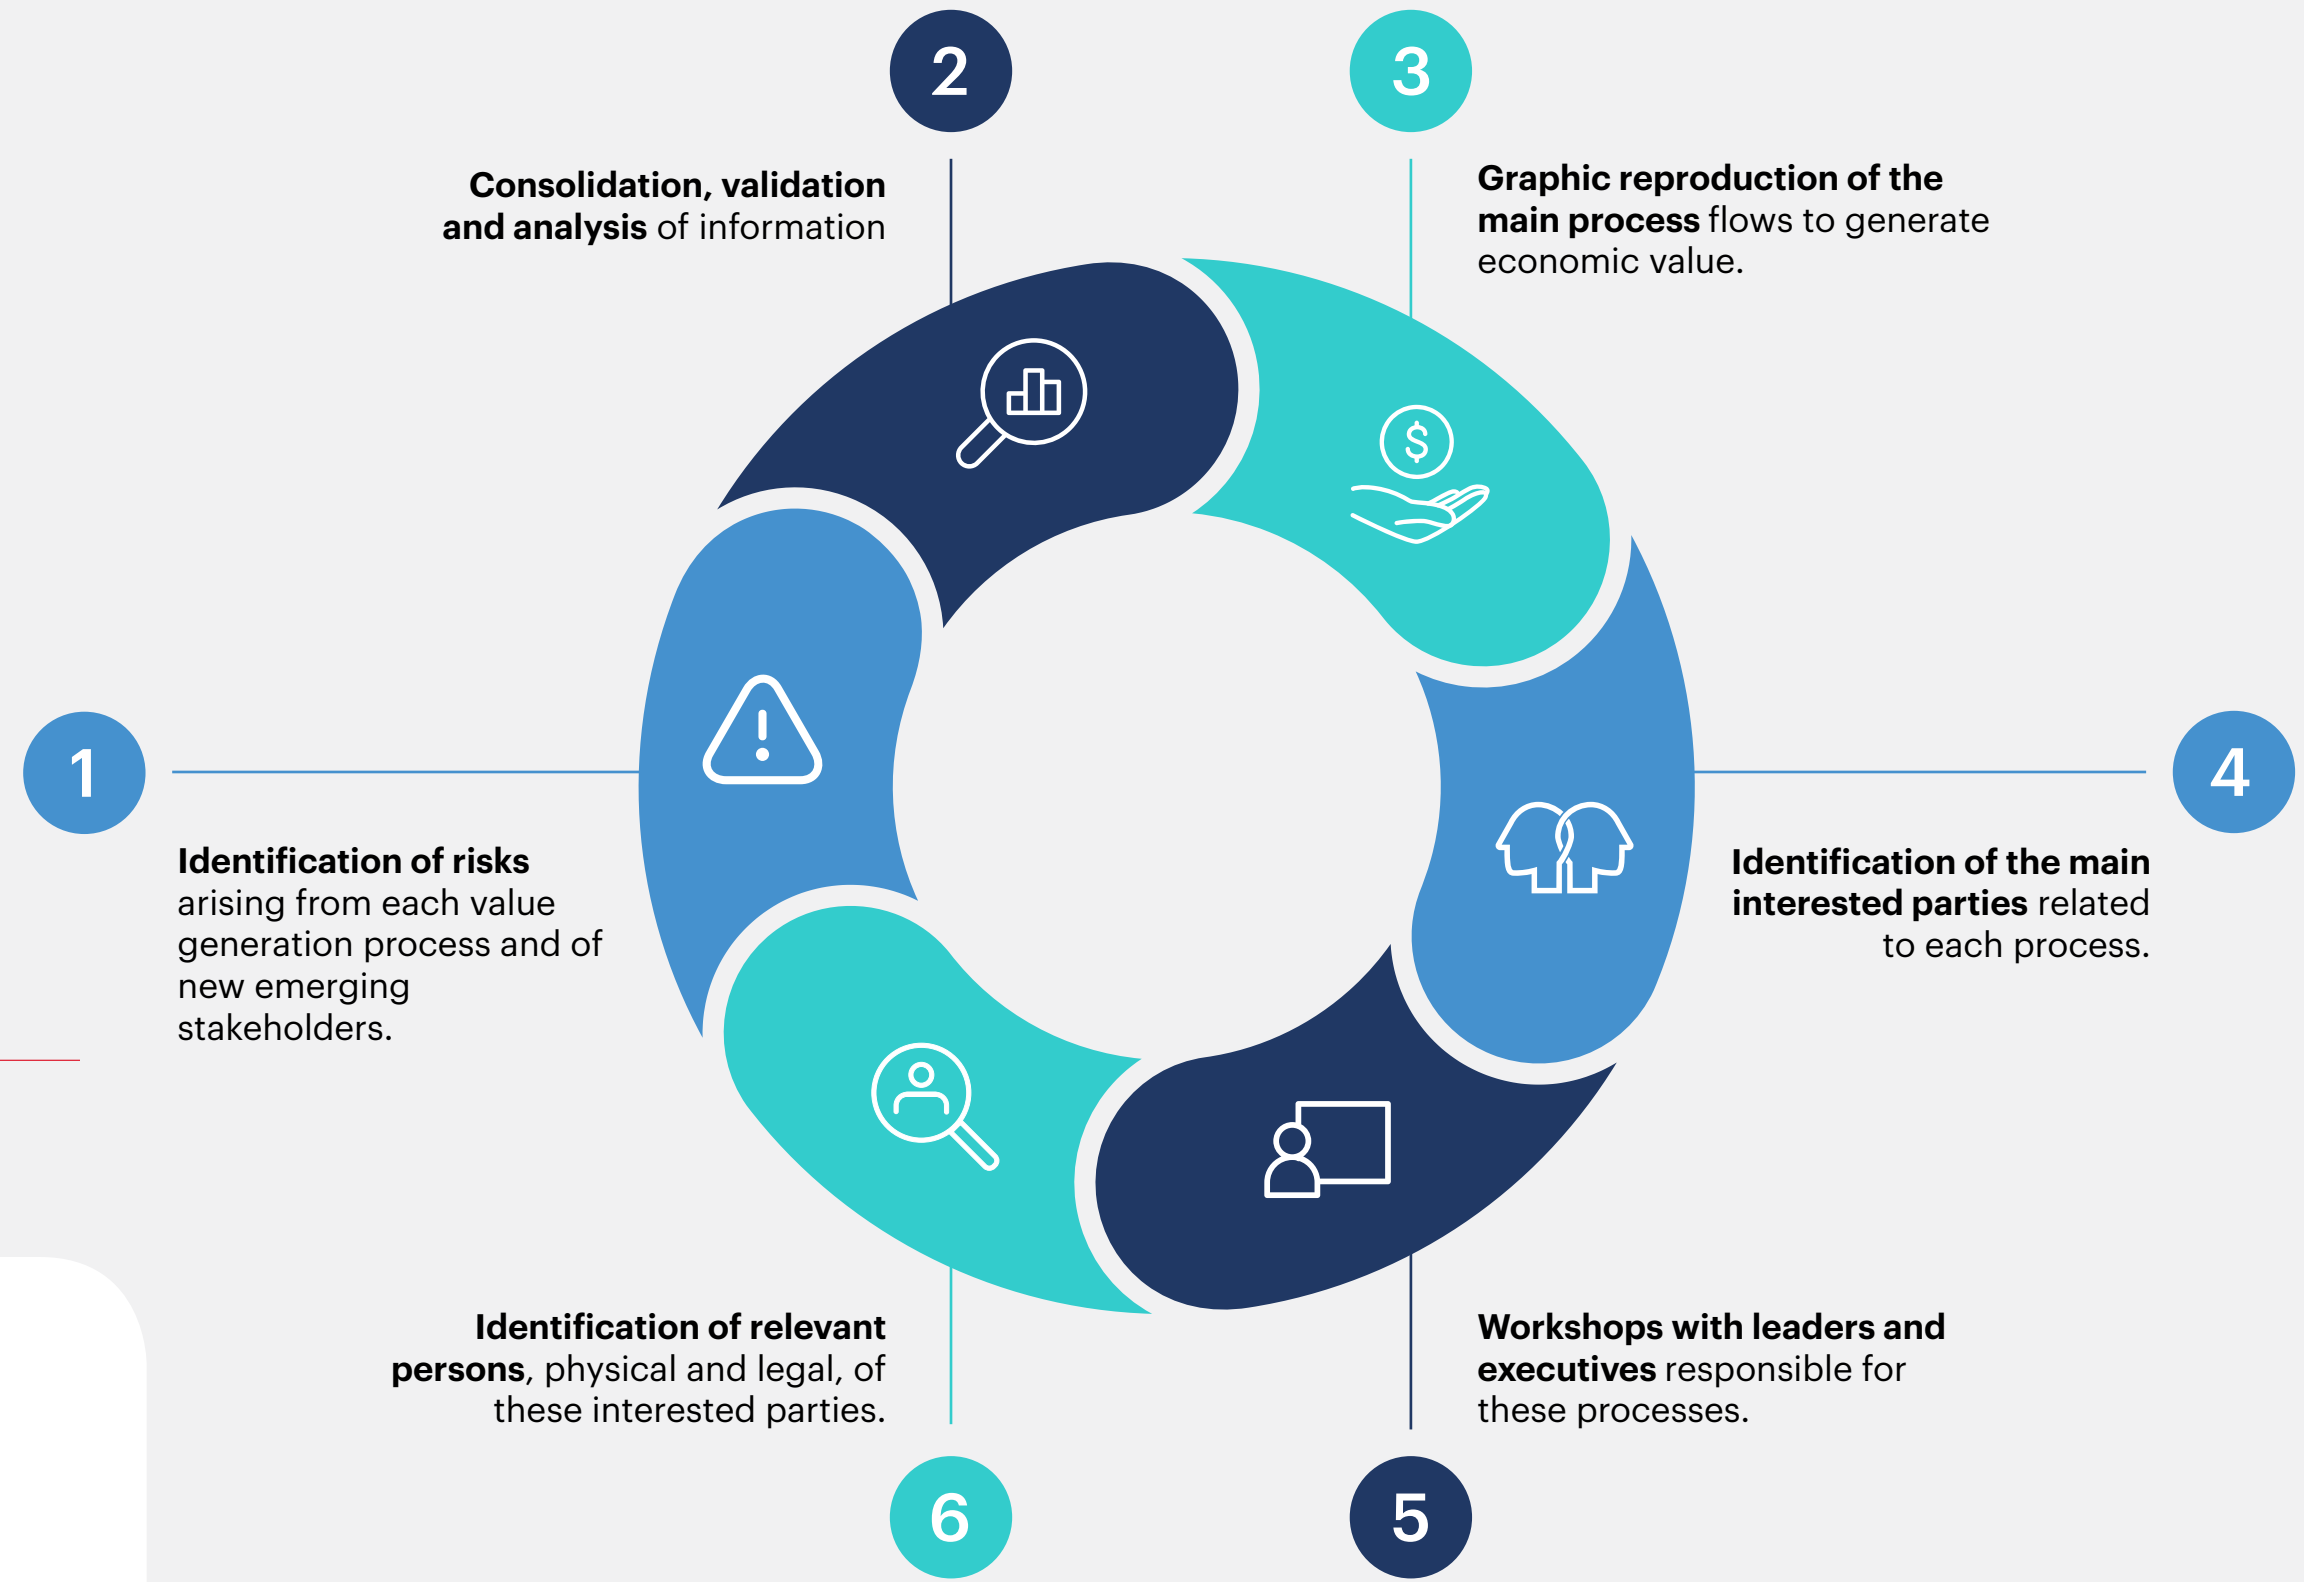 1
Identification of risks
arising from each value
generation process and of
new emerging
stakeholders.
2
Consolidation, validation
and analysis of information
3
Graphic reproduction of the
main process flows to generate
economic value.
4
Identification of the main
interested parties related
to each process.
5
Workshops with leaders and
executives responsible for
these processes.
6
Identification of relevant
persons, physical and legal, of
these interested parties.
$